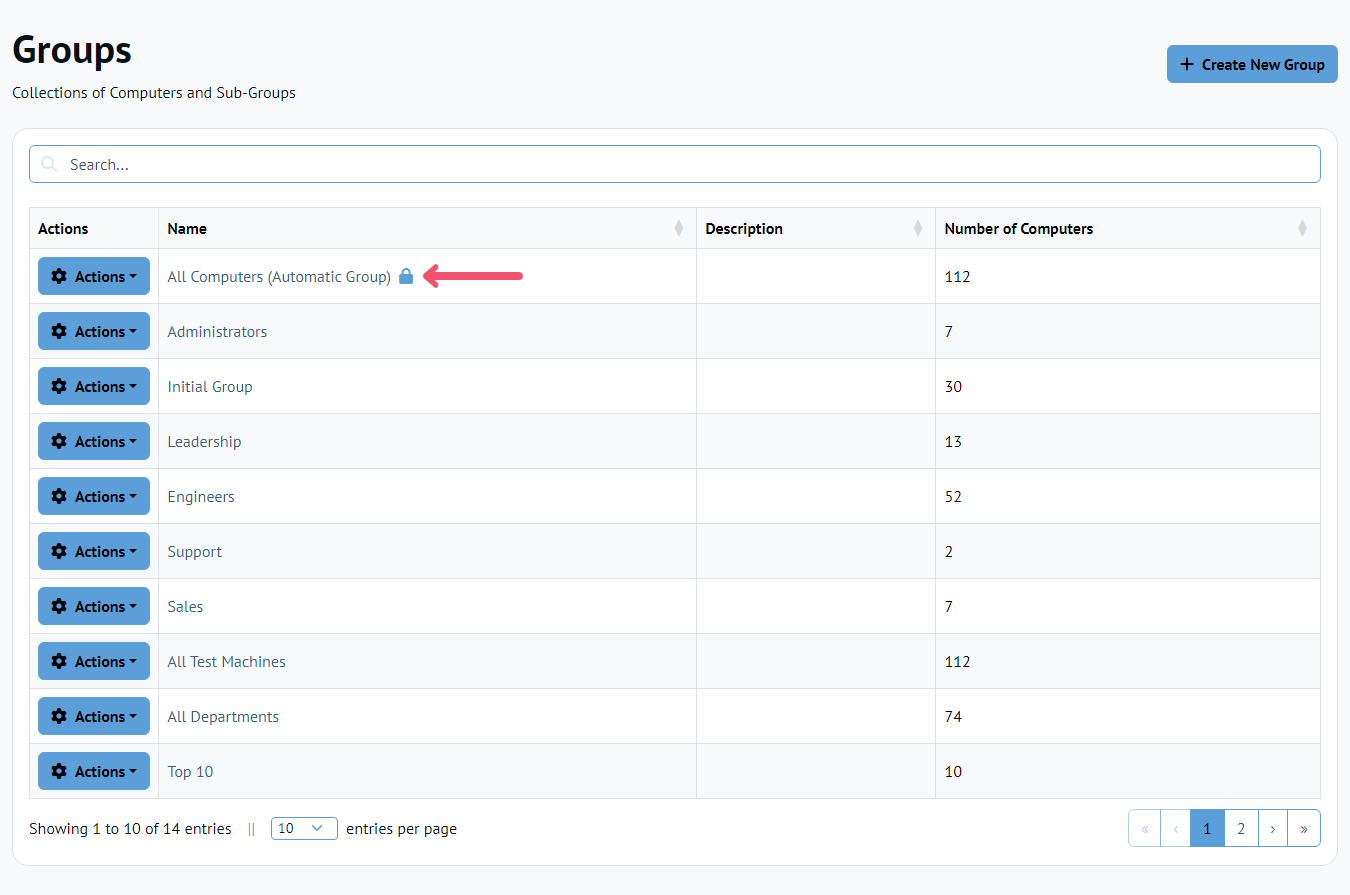 Groups
Create New Group
Collections of Computers and Sub-Groups
Search...
Actions Name Description Number of Computers
Actions All Computers (Automatic Group) 112
Actions Administrators 7
Actions Initial Group 30
Actions Leadership 13
Actions Engineers 52
Actions Support 2
Actions Sales 7
Actions All Test Machines 112
Actions All Departments 74
Actions Top 10 10
Showing 1 to 10 of 14 entries || 10 entries per page « ‹ 1 2 › »